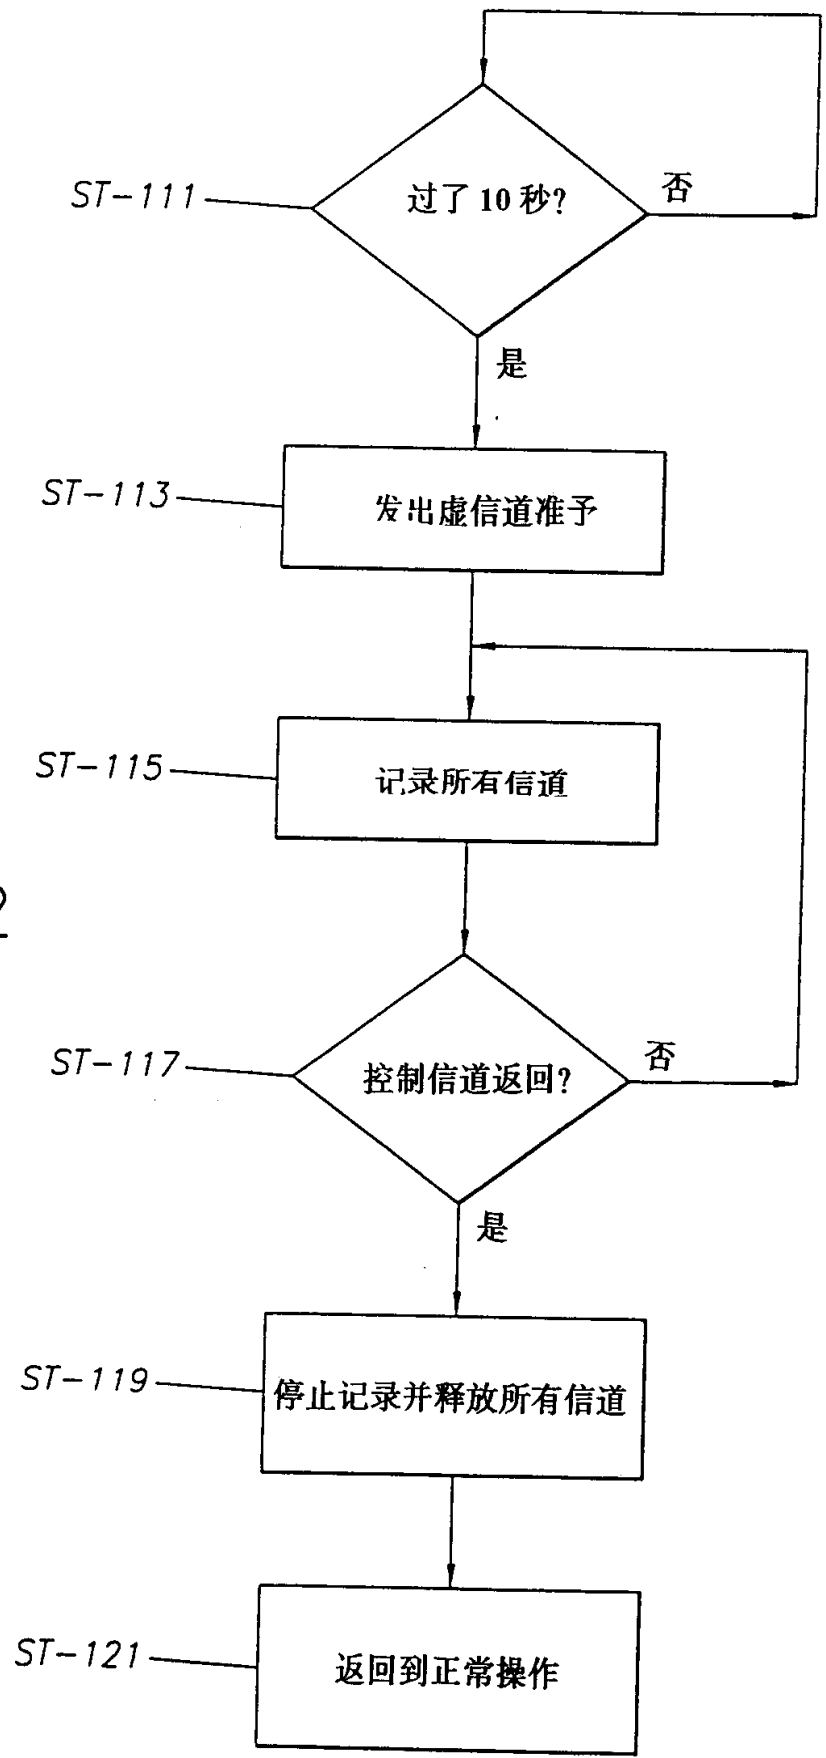 ST-111
过了 10 秒?
否
是
ST-113
发出虚信道准予
ST-115
记录所有信道
ST-117
控制信道返回?
否
是
ST-119
停止记录并释放所有信道
ST-121
返回到正常操作